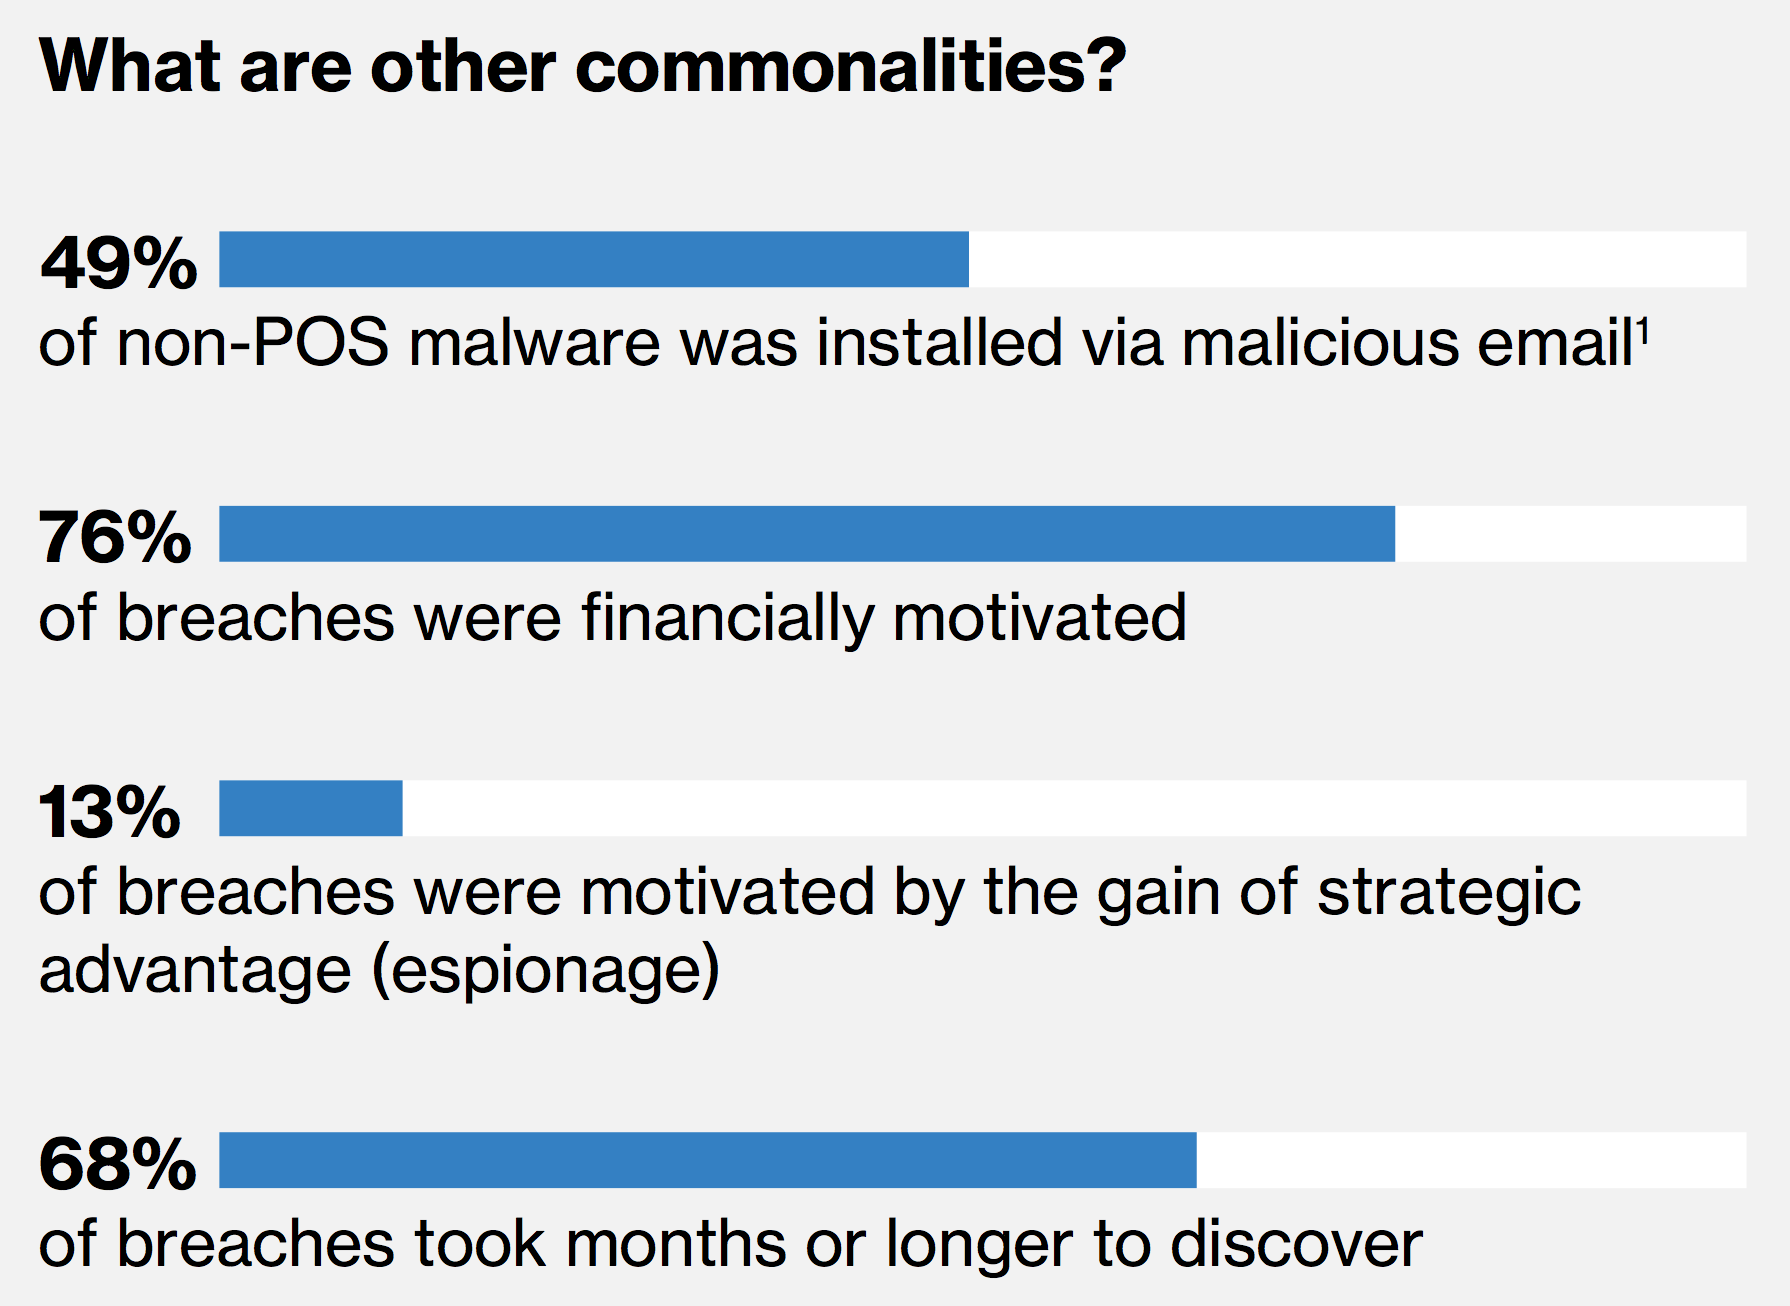 What are other commonalities?
49%
of non-POS malware was installed via malicious email¹
76%
of breaches were financially motivated
13%
of breaches were motivated by the gain of strategic
advantage (espionage)
68%
of breaches took months or longer to discover